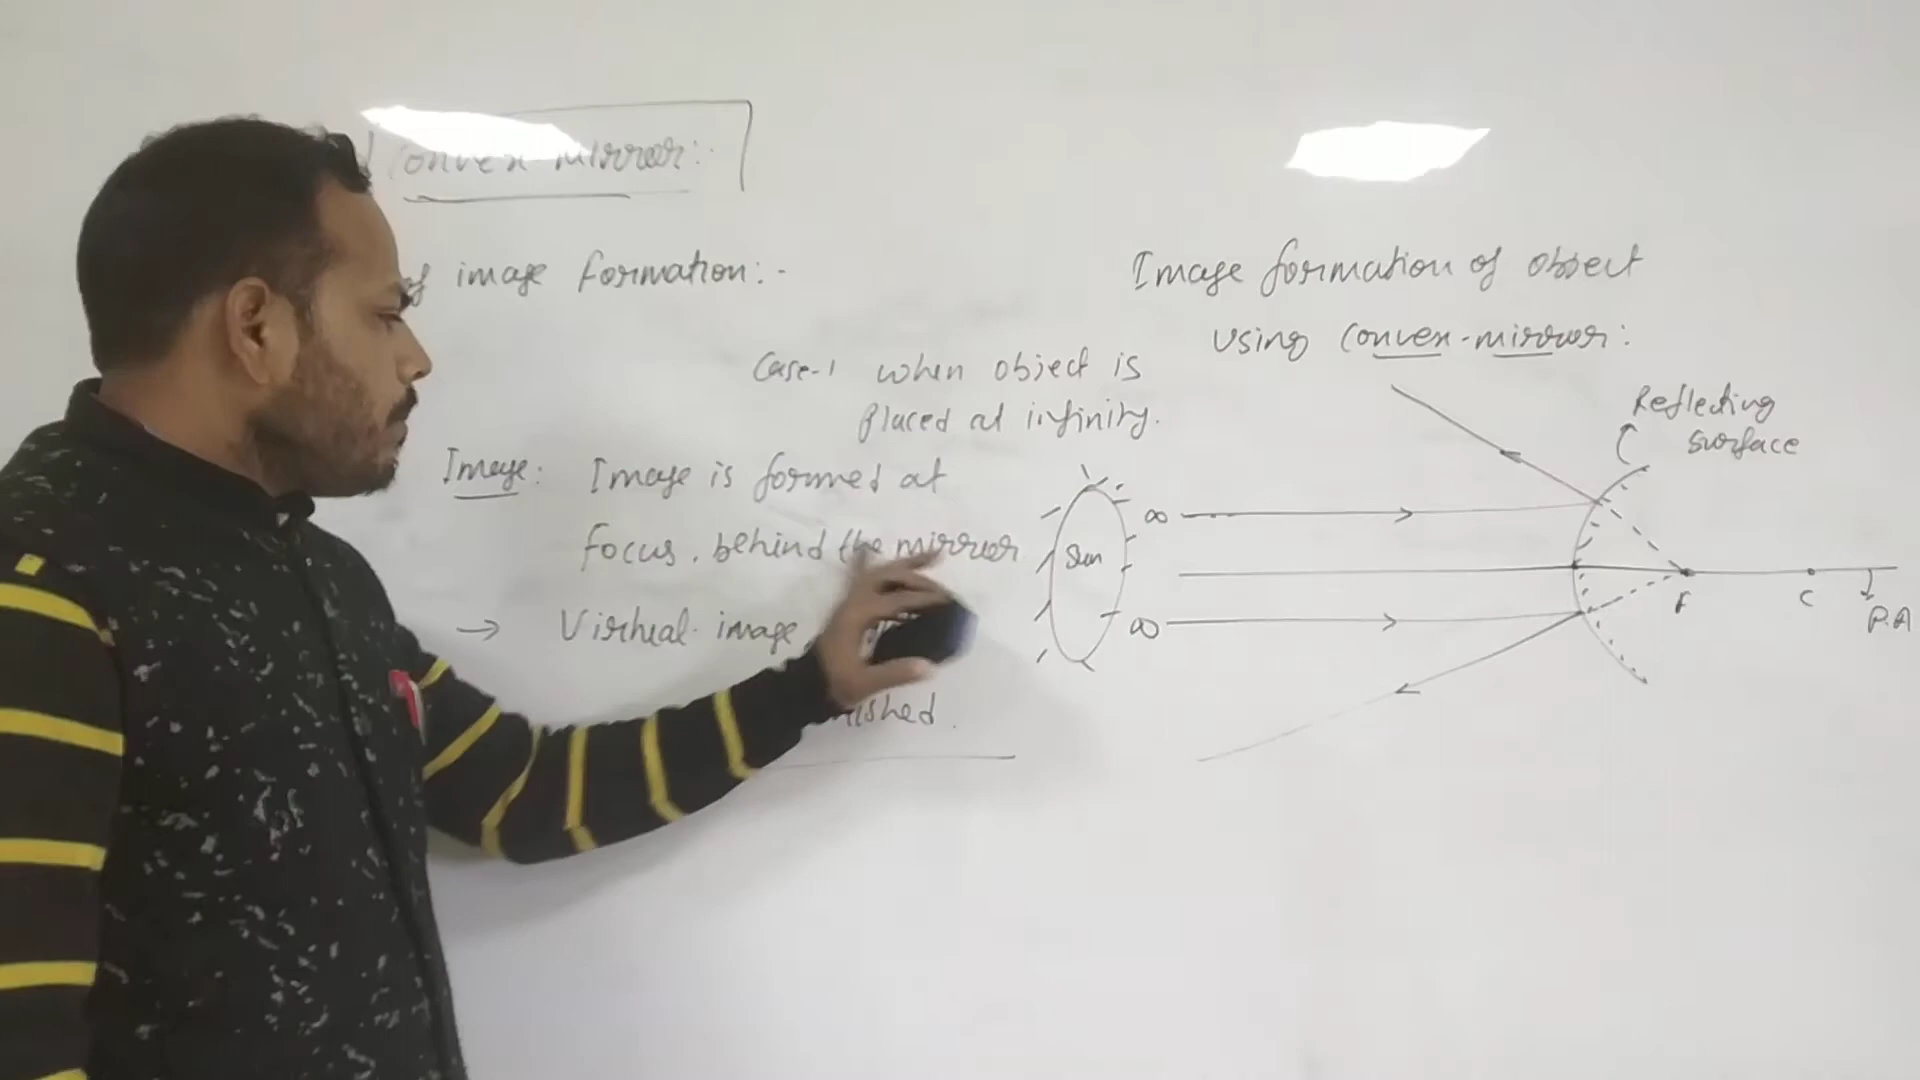 convex mirror:
of image formation:-
Image formation of object
using convex-mirror:
Case-1 when object is
placed at infinity.
Reflecting
surface
Image: Image is formed at
focus, behind the mirror
→ Virtual image
∞
Sun
∞
F
C
P.A